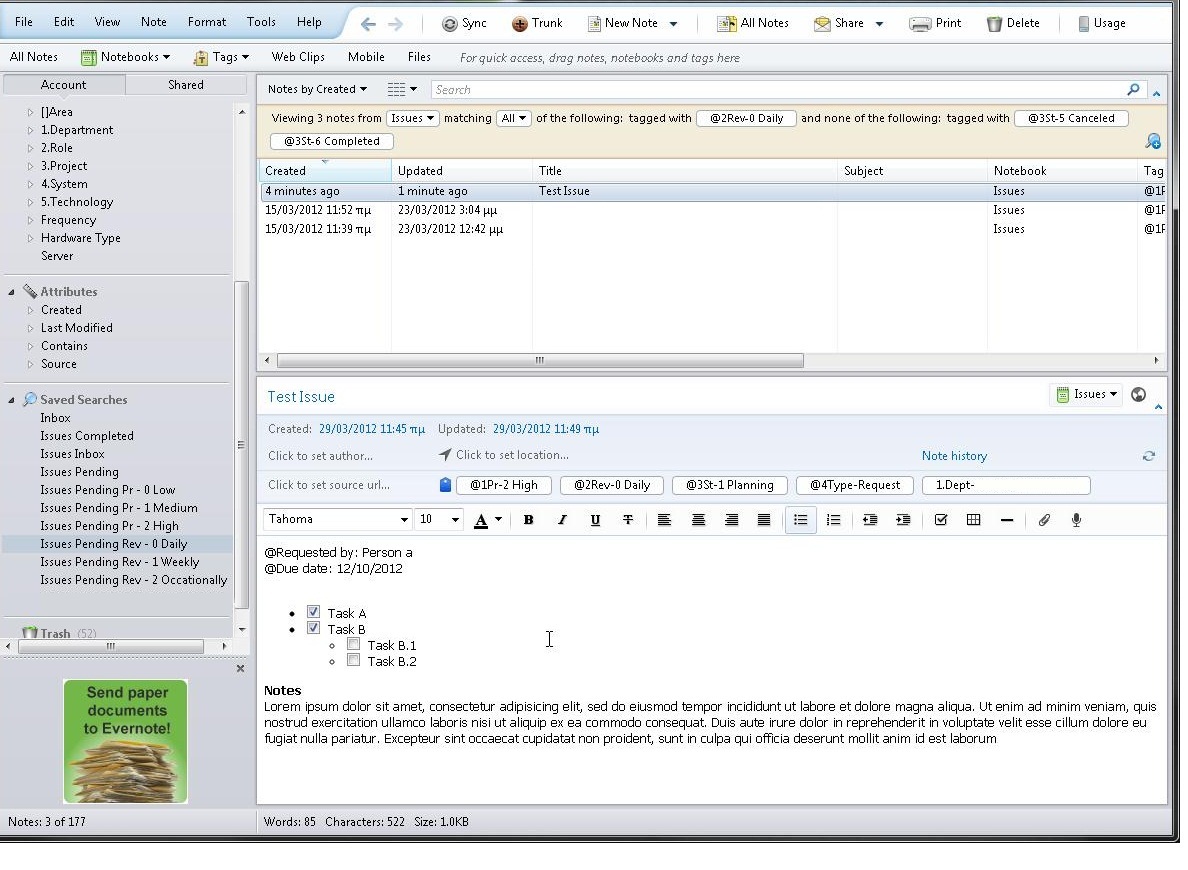 File Edit View Note Format Tools Help Sync Trunk New Note All Notes Share Print Delete Usage
All Notes Notebooks Tags Web Clips Mobile Files For quick access, drag notes, notebooks and tags here
Account Shared
[]Area
1.Department
2.Role
3.Project
4.System
5.Technology
Frequency
Hardware Type
Server
Attributes
Created
Last Modified
Contains
Source
Saved Searches
Inbox
Issues Completed
Issues Inbox
Issues Pending
Issues Pending Pr - 0 Low
Issues Pending Pr - 1 Medium
Issues Pending Pr - 2 High
Issues Pending Rev - 0 Daily
Issues Pending Rev - 1 Weekly
Issues Pending Rev - 2 Occationally
Trash (52)
Send paper
documents
to Evernote!
Notes: 3 of 177
Notes by Created Search
Viewing 3 notes from Issues matching All of the following: tagged with @2Rev-0 Daily and none of the following: tagged with @3St-5 Canceled
@3St-6 Completed
Created Updated Title Subject Notebook Tag
4 minutes ago 1 minute ago Test Issue Issues @1P
15/03/2012 11:52 πμ 23/03/2012 3:04 μμ Issues @1P
15/03/2012 11:39 πμ 23/03/2012 12:42 μμ Issues @1P
Test Issue Issues
Created: 29/03/2012 11:45 πμ Updated: 29/03/2012 11:49 πμ
Click to set author... Click to set location... Note history
Click to set source url... @1Pr-2 High @2Rev-0 Daily @3St-1 Planning @4Type-Request 1.Dept-
Tahoma 10 A B I U T
@Requested by: Person a
@Due date: 12/10/2012
Task A
Task B
Task B.1
Task B.2
Notes
Lorem ipsum dolor sit amet, consectetur adipisicing elit, sed do eiusmod tempor incididunt ut labore et dolore magna aliqua. Ut enim ad minim veniam, quis
nostrud exercitation ullamco laboris nisi ut aliquip ex ea commodo consequat. Duis aute irure dolor in reprehenderit in voluptate velit esse cillum dolore eu
fugiat nulla pariatur. Excepteur sint occaecat cupidatat non proident, sunt in culpa qui officia deserunt mollit anim id est laborum
Words: 85 Characters: 522 Size: 1.0KB